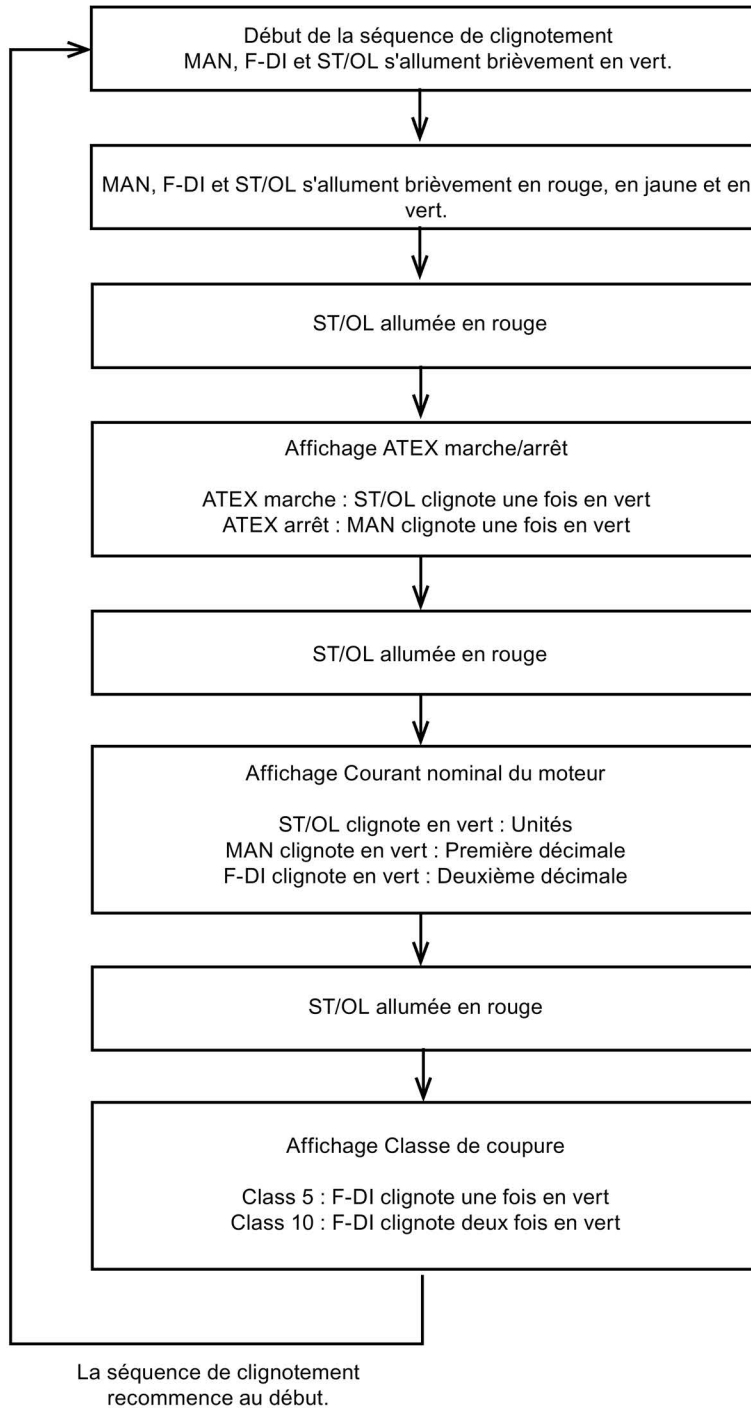 Début de la séquence de clignotement
MAN, F-DI et ST/OL s'allument brièvement en vert.
MAN, F-DI et ST/OL s'allument brièvement en rouge, en jaune et en
vert.
ST/OL allumée en rouge
Affichage ATEX marche/arrêt
ATEX marche : ST/OL clignote une fois en vert
ATEX arrêt : MAN clignote une fois en vert
ST/OL allumée en rouge
Affichage Courant nominal du moteur
ST/OL clignote en vert : Unités
MAN clignote en vert : Première décimale
F-DI clignote en vert : Deuxième décimale
ST/OL allumée en rouge
Affichage Classe de coupure
Class 5 : F-DI clignote une fois en vert
Class 10 : F-DI clignote deux fois en vert
La séquence de clignotement
recommence au début.